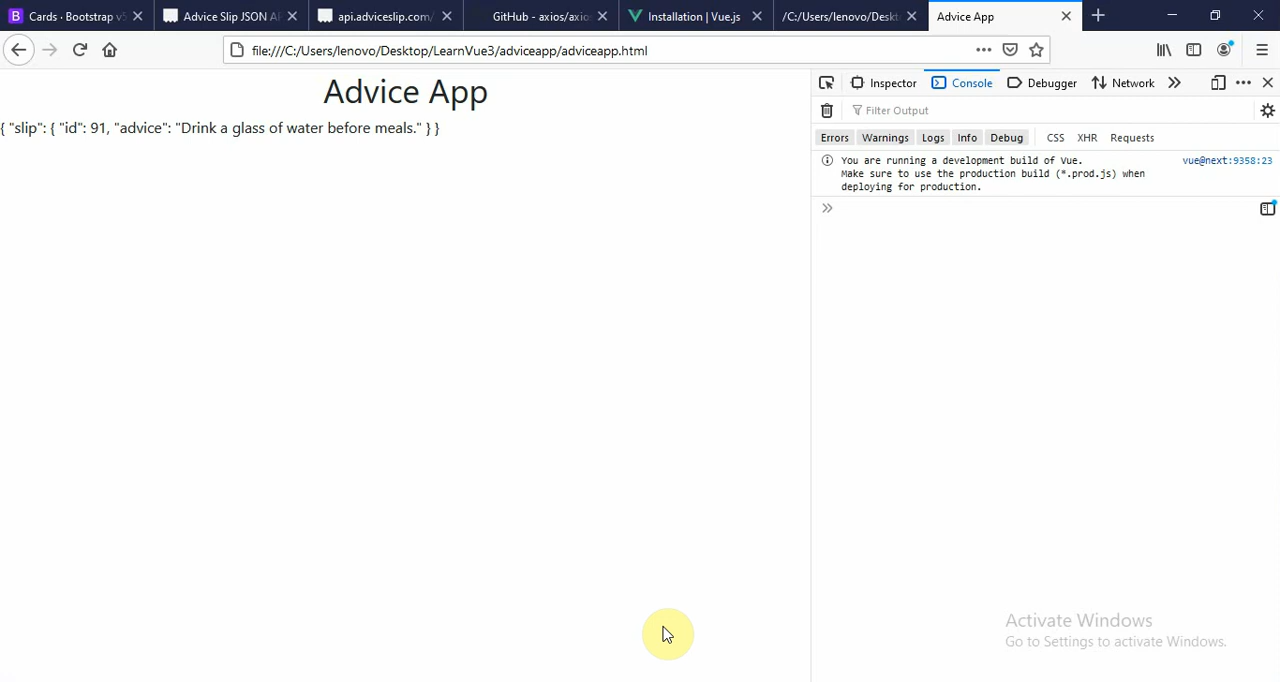 B Cards · Bootstrap v5
Advice Slip JSON AP
api.adviceslip.com/
GitHub - axios/axios
Installation | Vue.js
/C:/Users/lenovo/Deskto
Advice App
file:///C:/Users/lenovo/Desktop/LearnVue3/adviceapp/adviceapp.html
Inspector
Console
Debugger
Network
Filter Output
Errors
Warnings
Logs
Info
Debug
CSS
XHR
Requests
You are running a development build of Vue.
Make sure to use the production build (*.prod.js) when
deploying for production.
vue@next:9358:23
Advice App
{ "slip": { "id": 91, "advice": "Drink a glass of water before meals." } }
Activate Windows
Go to Settings to activate Windows.